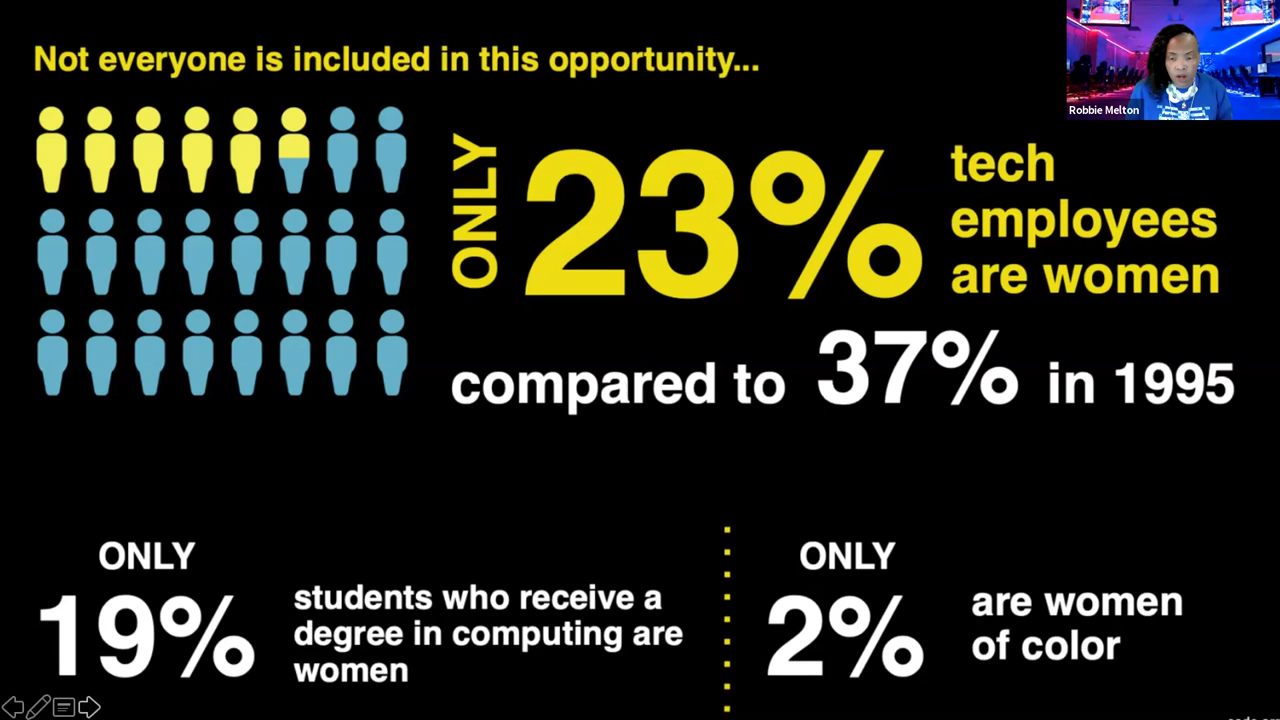 Not everyone is included in this opportunity...
Robbie Melton
ONLY
23%
tech
employees
are women
compared to 37% in 1995
ONLY
19%
students who receive a
degree in computing are
women
ONLY
2%
are women
of color